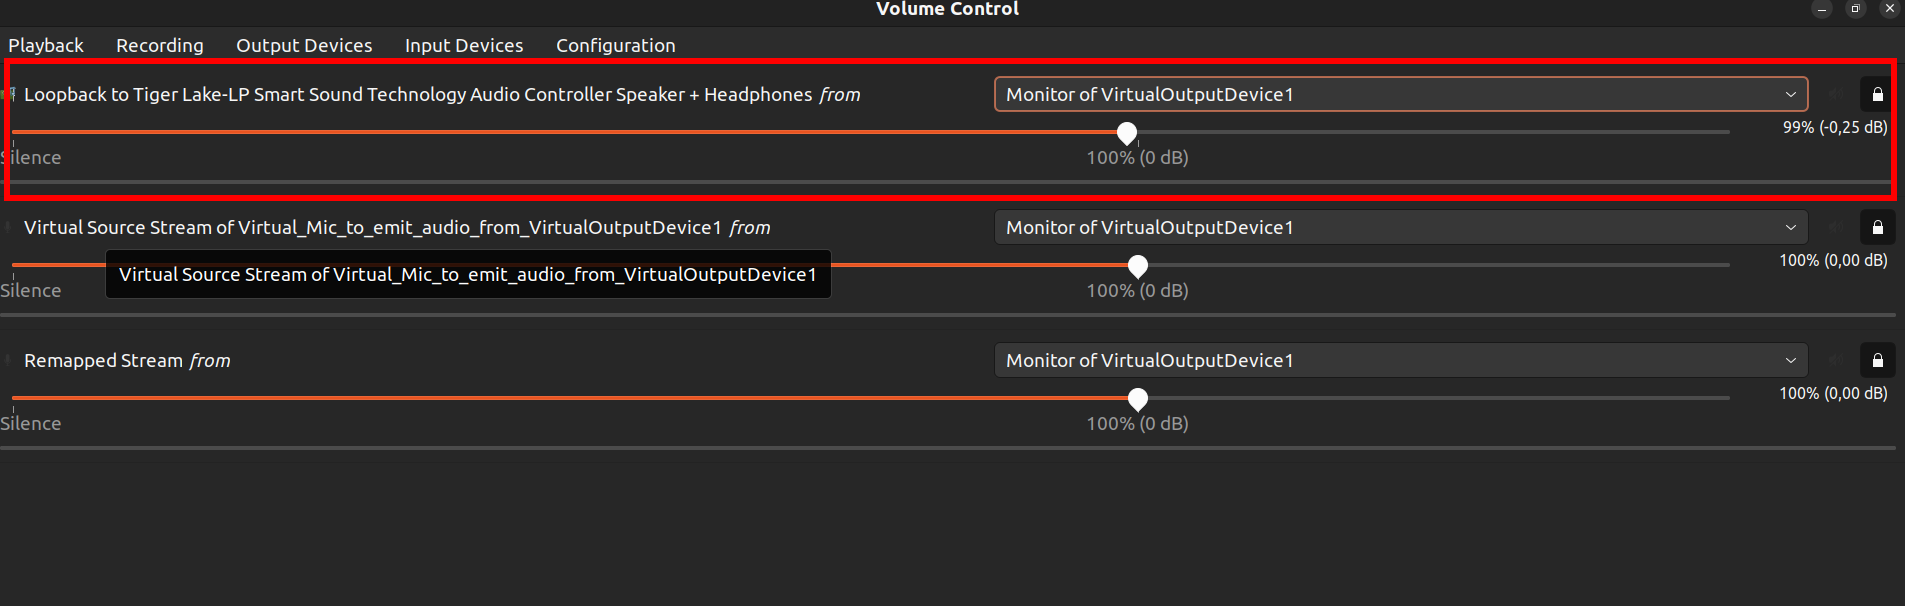 Volume Control
Playback Recording Output Devices Input Devices Configuration
Loopback to Tiger Lake-LP Smart Sound Technology Audio Controller Speaker + Headphones from Monitor of VirtualOutputDevice1
99% (-0,25 dB)
Silence 100% (0 dB)
Virtual Source Stream of Virtual_Mic_to_emit_audio_from_VirtualOutputDevice1 from Monitor of VirtualOutputDevice1
100% (0,00 dB)
Virtual Source Stream of Virtual_Mic_to_emit_audio_from_VirtualOutputDevice1
Silence 100% (0 dB)
Remapped Stream from Monitor of VirtualOutputDevice1
100% (0,00 dB)
Silence 100% (0 dB)